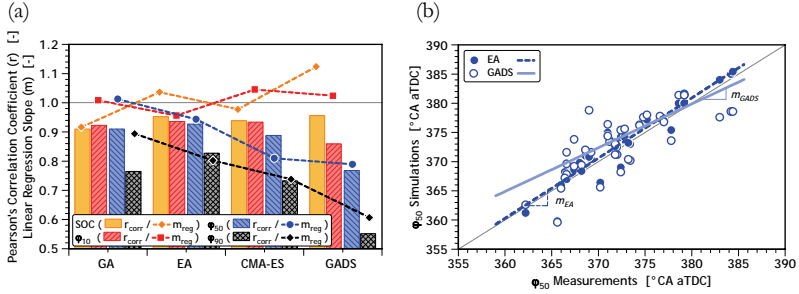 (a)
Pearson's Correlation Coefficient (r) [-]
Linear Regression Slope (m) [-]
1.2
1.1
1.0
0.9
0.8
0.7
0.6
0.5
SOC ( r_corr / m_reg )
φ50 ( r_corr / m_reg )
φ10 ( r_corr / m_reg )
φ90 ( r_corr / m_reg )
GA EA CMA-ES GADS
(b)
φ50 Simulations [°CA aTDC]
390
385
380
375
370
365
360
355
EA
GADS
m_GADS
m_EA
355 360 365 370 375 380 385 390
φ50 Measurements [°CA aTDC]